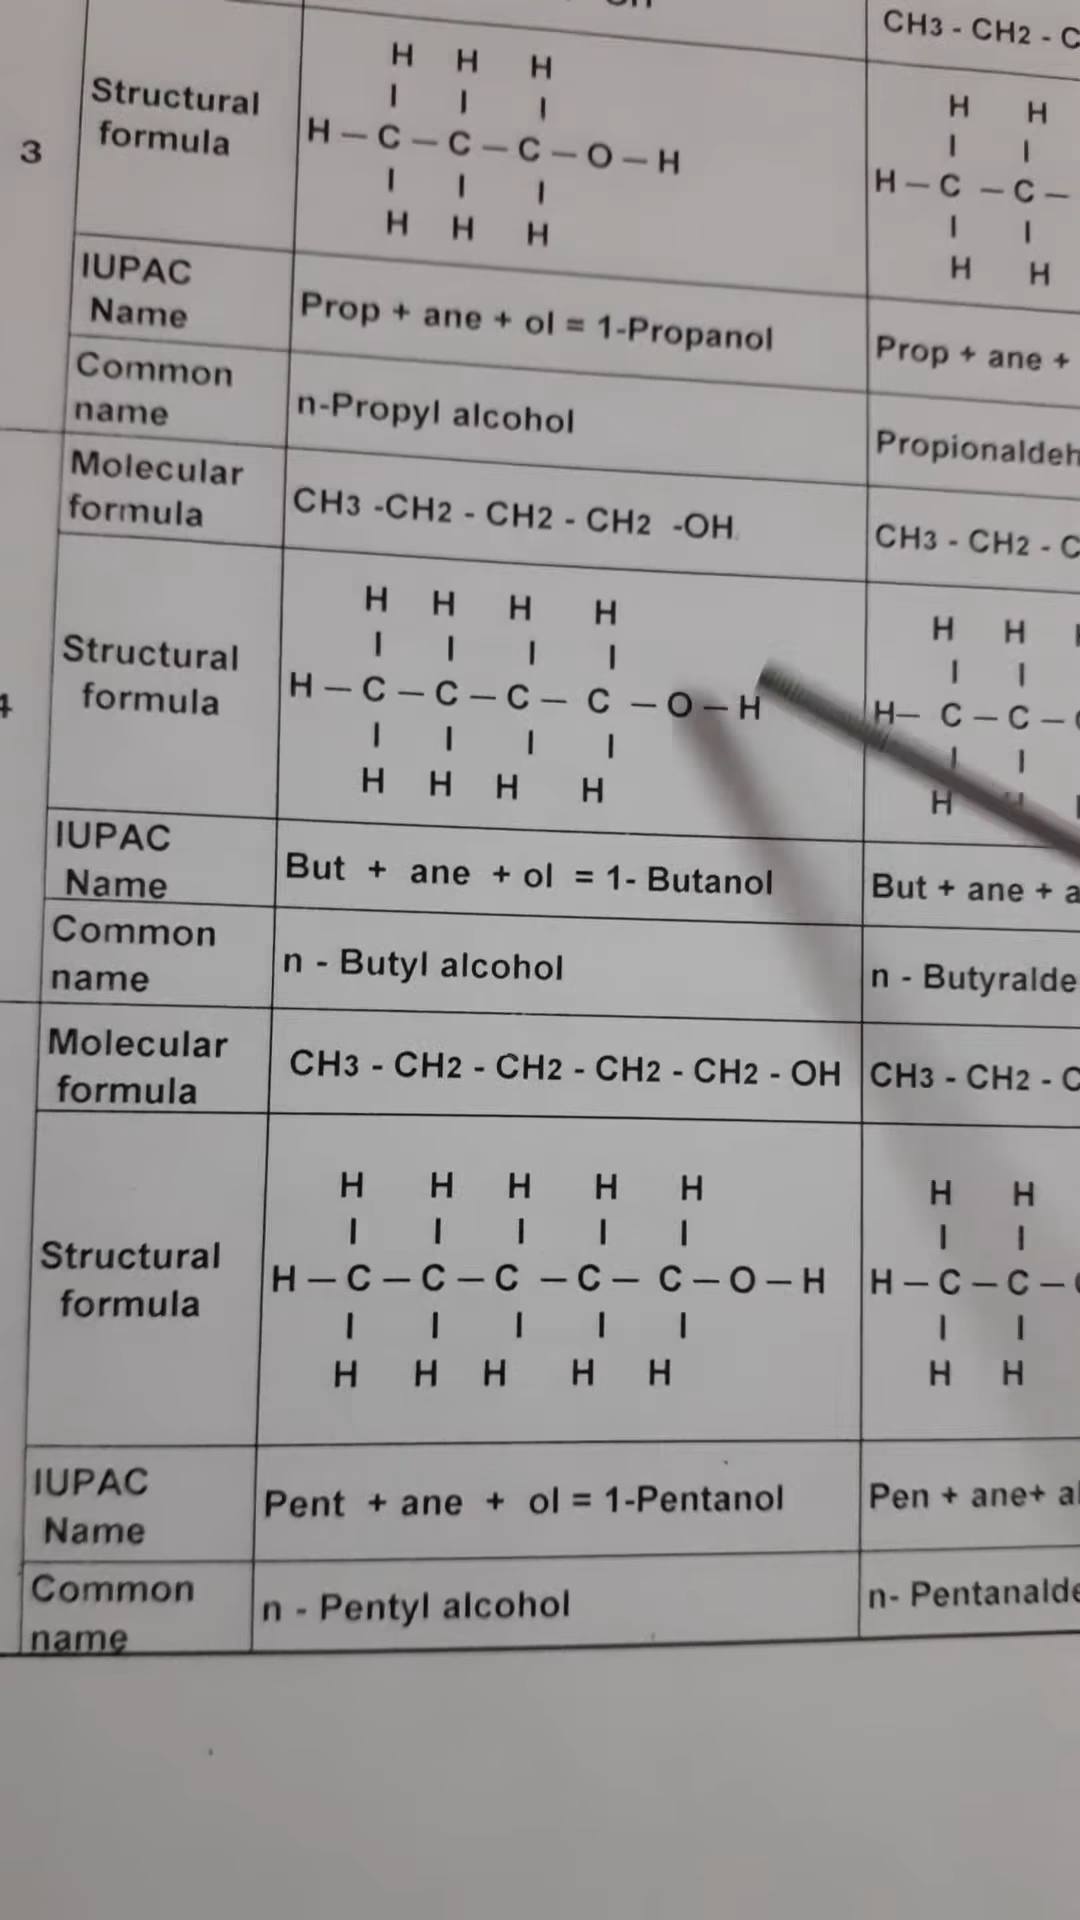 CH3 - CH2 - C
3
Structural
formula
H H H
H – C – C – C – O – H
H H H
H H
H – C – C –
H H
IUPAC
Name
Prop + ane + ol = 1-Propanol
Prop + ane +
Common
name
n-Propyl alcohol
Propionaldeh
Molecular
formula
CH3 -CH2 - CH2 - CH2 -OH
CH3 - CH2 - C
4
Structural
formula
H H H H
H – C – C – C – C – O – H
H H H H
H H
H– C – C –
H H
IUPAC
Name
But + ane + ol = 1- Butanol
But + ane + a
Common
name
n - Butyl alcohol
n - Butyralde
Molecular
formula
CH3 - CH2 - CH2 - CH2 - CH2 - OH
CH3 - CH2 - C
Structural
formula
H H H H H
H – C – C – C – C – C – O – H
H H H H H
H H
H – C – C –
H H
IUPAC
Name
Pent + ane + ol = 1-Pentanol
Pen + ane+ al
Common
name
n - Pentyl alcohol
n- Pentanalde